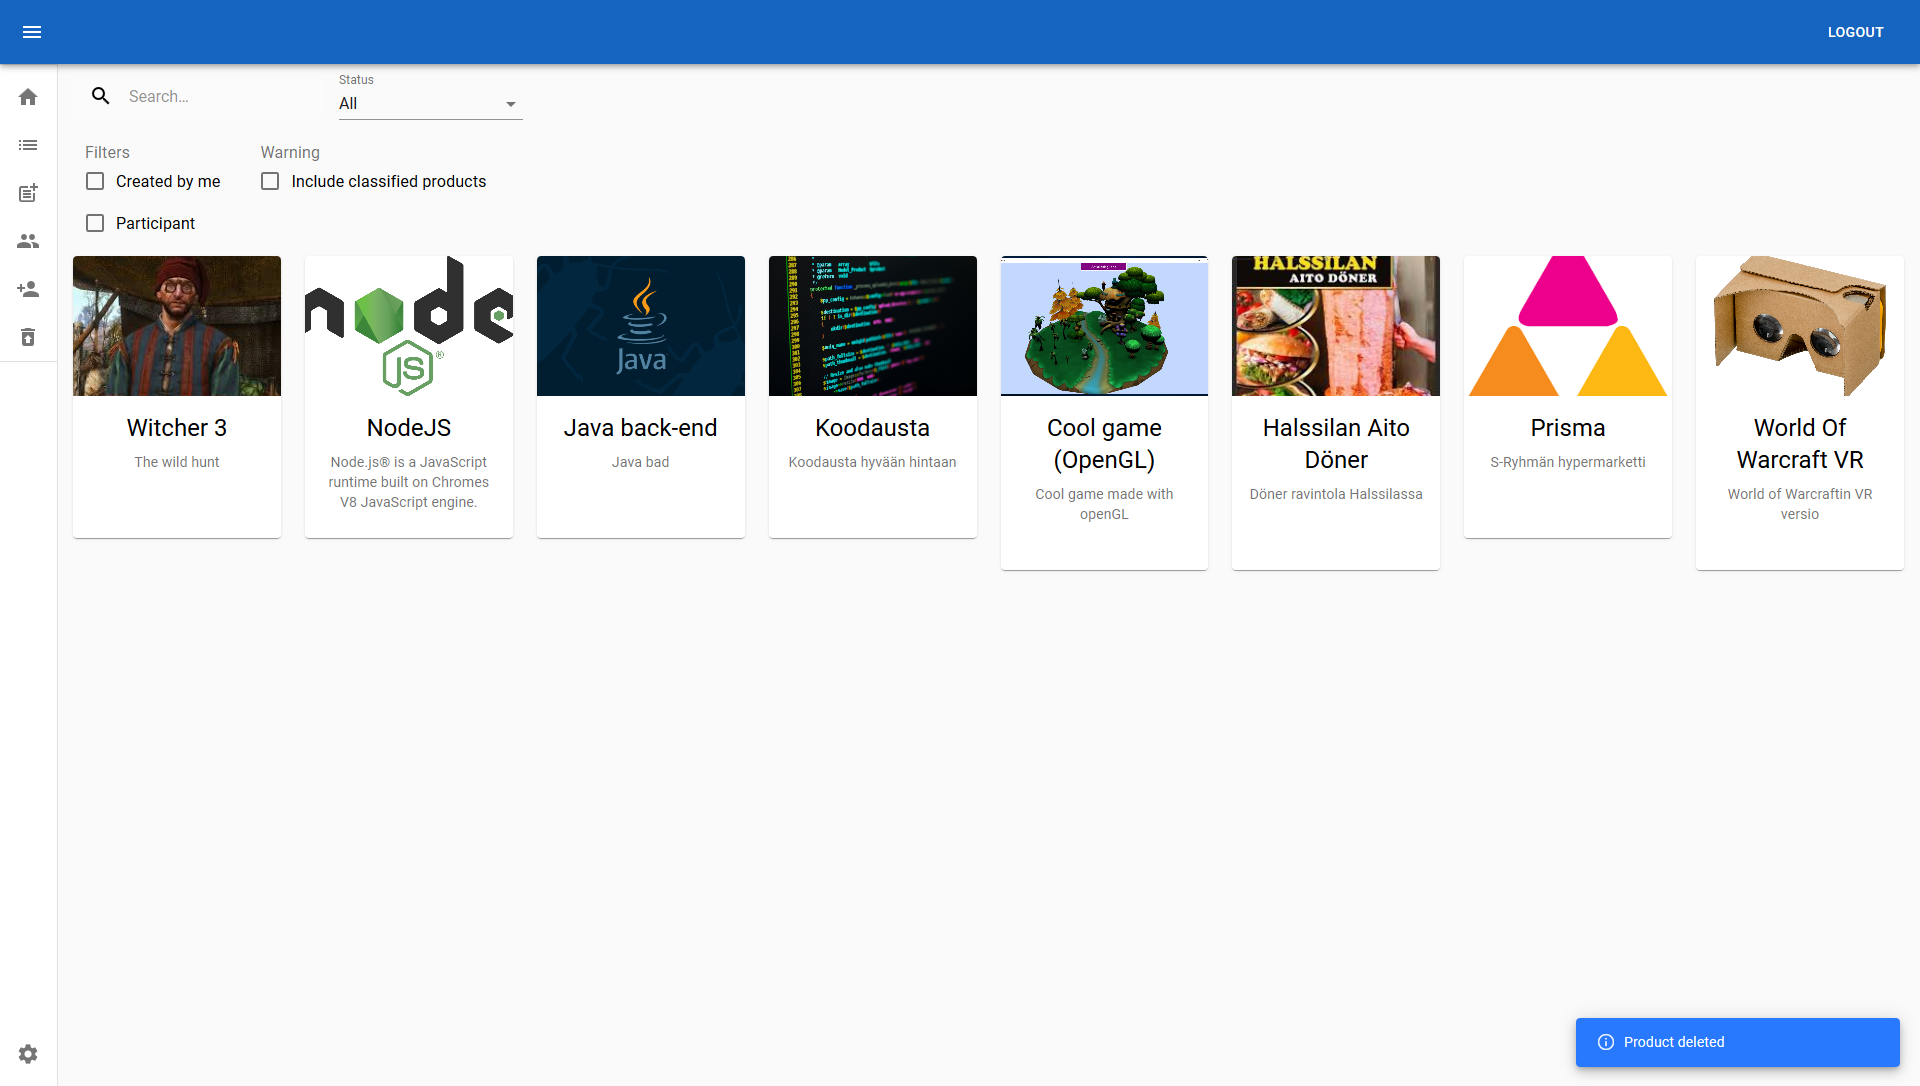 LOGOUT
Search...
Status
All
Filters
Created by me
Participant
Warning
Include classified products
Witcher 3
The wild hunt
node
JS®
NodeJS
Node.js® is a JavaScript
runtime built on Chromes
V8 JavaScript engine.
Java
Java back-end
Java bad
Koodausta
Koodausta hyvään hintaan
Cool game
(OpenGL)
Cool game made with
openGL
HALSSILAN
AITO DÖNER
Halssilan Aito
Döner
Döner ravintola Halssilassa
Prisma
S-Ryhmän hypermarketti
World Of
Warcraft VR
World of Warcraftin VR
versio
Product deleted